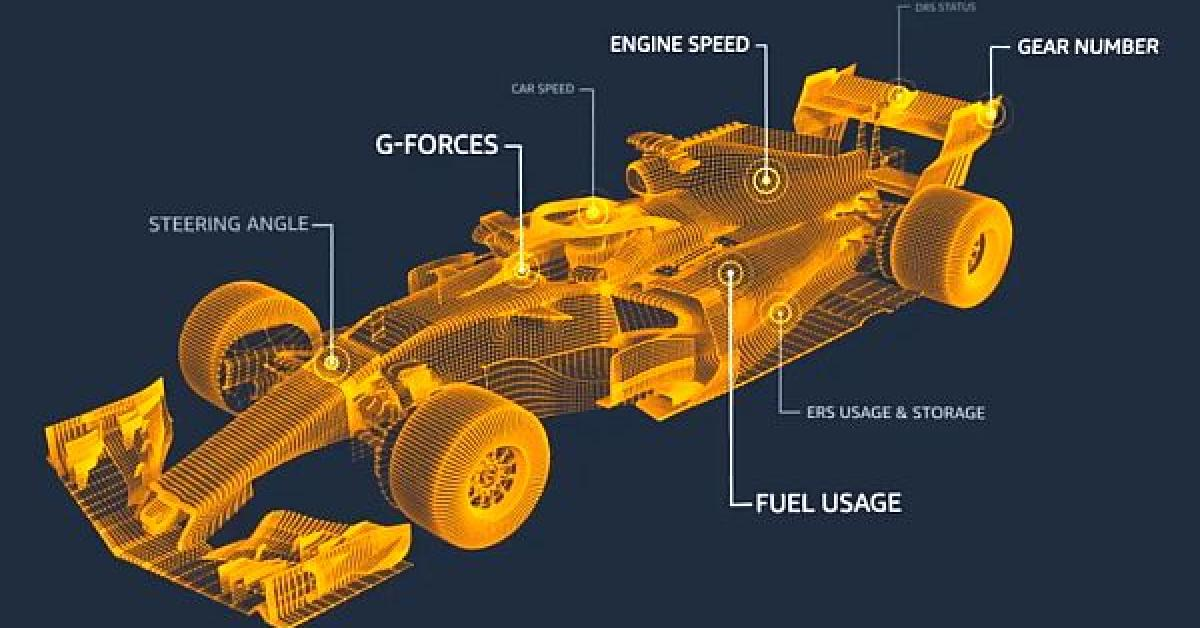 DRS STATUS
ENGINE SPEED
GEAR NUMBER
CAR SPEED
G-FORCES
STEERING ANGLE
ERS USAGE & STORAGE
FUEL USAGE